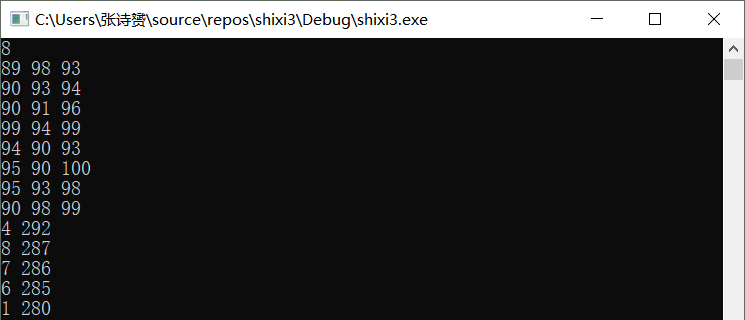 C:\Users\张诗赟\source\repos\shixi3\Debug\shixi3.exe
8
89 98 93
90 93 94
90 91 96
99 94 99
94 90 93
95 90 100
95 93 98
90 98 99
4 292
8 287
7 286
6 285
1 280